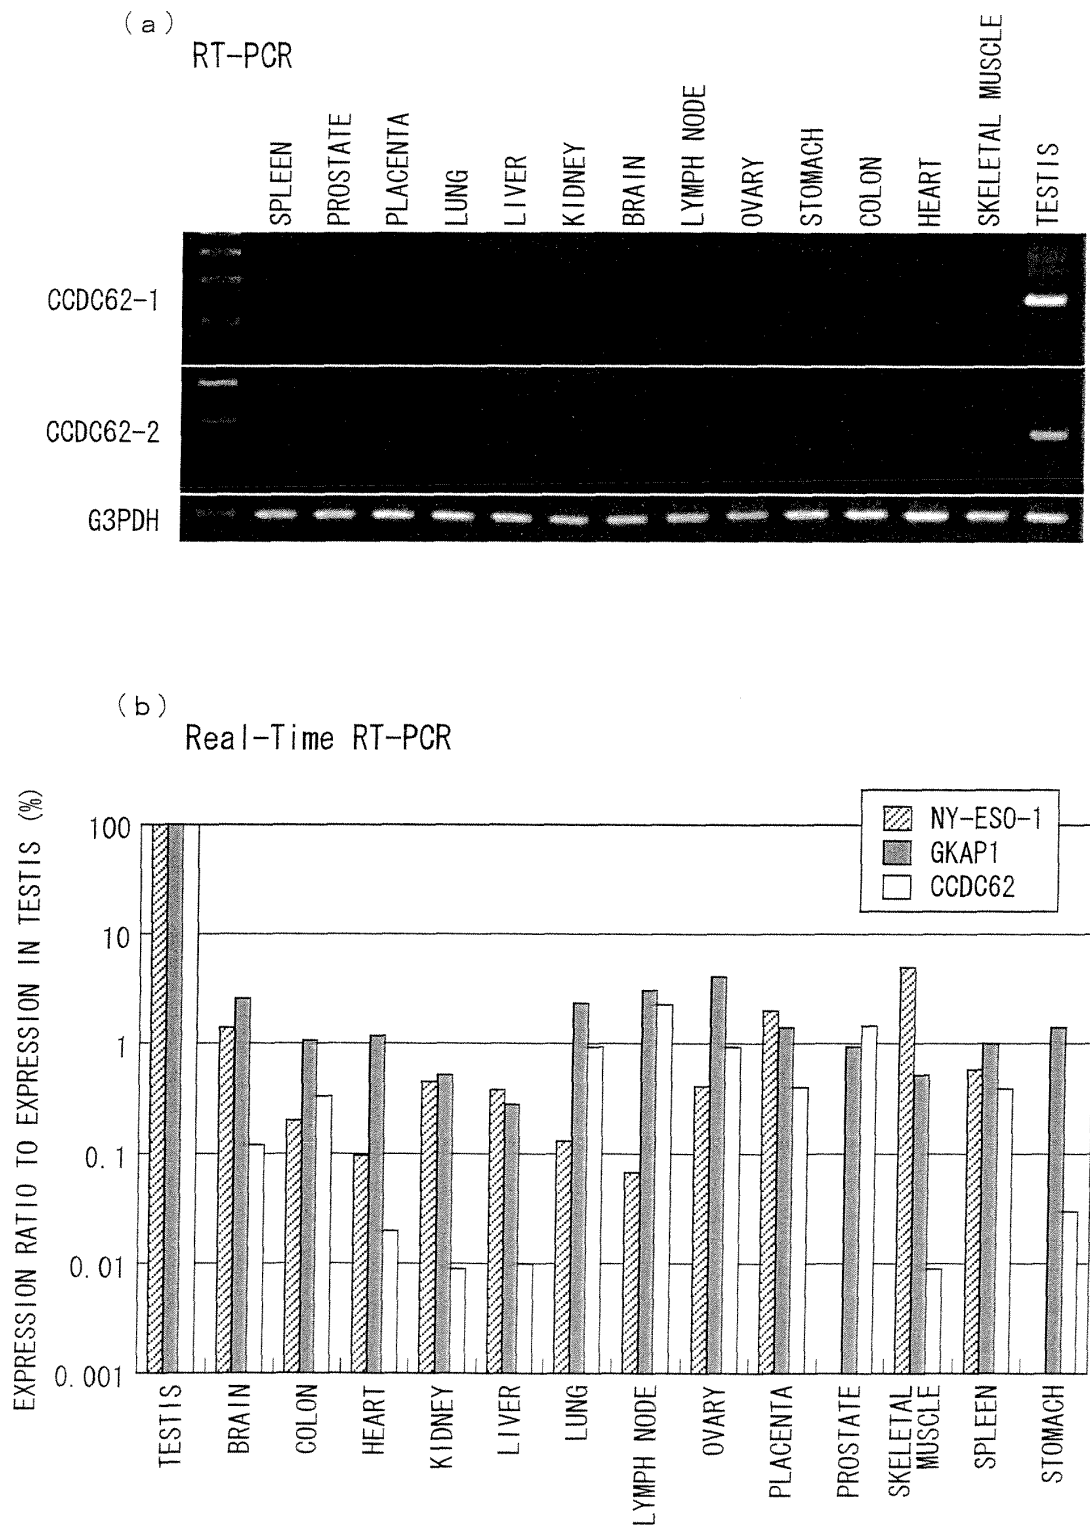 (a)
RT-PCR
SPLEEN
PROSTATE
PLACENTA
LUNG
LIVER
KIDNEY
BRAIN
LYMPH NODE
OVARY
STOMACH
COLON
HEART
SKELETAL MUSCLE
TESTIS
CCDC62-1
CCDC62-2
G3PDH
(b)
Real-Time RT-PCR
EXPRESSION RATIO TO EXPRESSION IN TESTIS (%)
NY-ESO-1
GKAP1
CCDC62
100
10
1
0.1
0.01
0.001
TESTIS
BRAIN
COLON
HEART
KIDNEY
LIVER
LUNG
LYMPH NODE
OVARY
PLACENTA
PROSTATE
SKELETAL
MUSCLE
SPLEEN
STOMACH